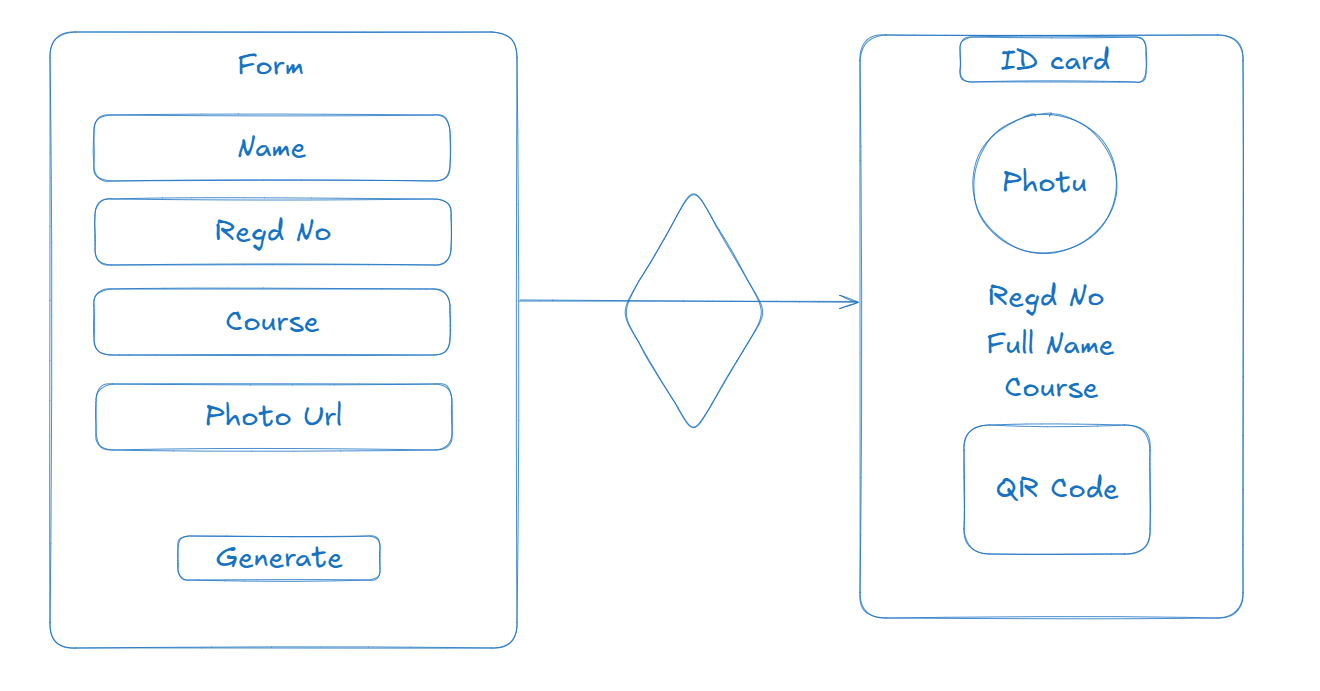 Form
Name
Regd No
Course
Photo Url
Generate
ID card
Photu
Regd No
Full Name
Course
QR Code